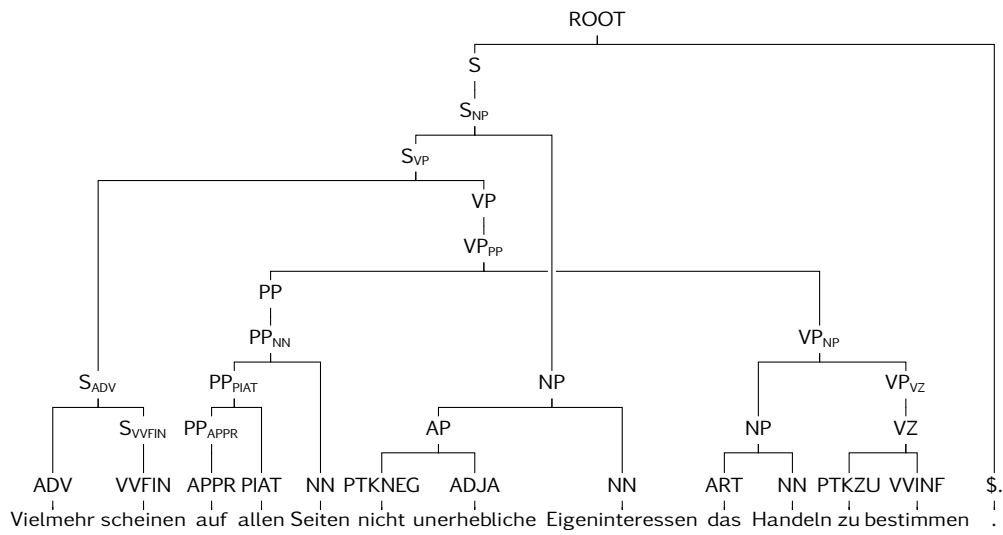 ROOT
S
S_NP
S_VP
VP
VP_PP
PP
PP_NN VP_NP
S_ADV PP_PIAT NP VP_VZ
S_VVFIN PP_APPR AP NP VZ
ADV VVFIN APPR PIAT NN PTKNEG ADJA NN ART NN PTKZU VVINF $.
Vielmehr scheinen auf allen Seiten nicht unerhebliche Eigeninteressen das Handeln zu bestimmen .